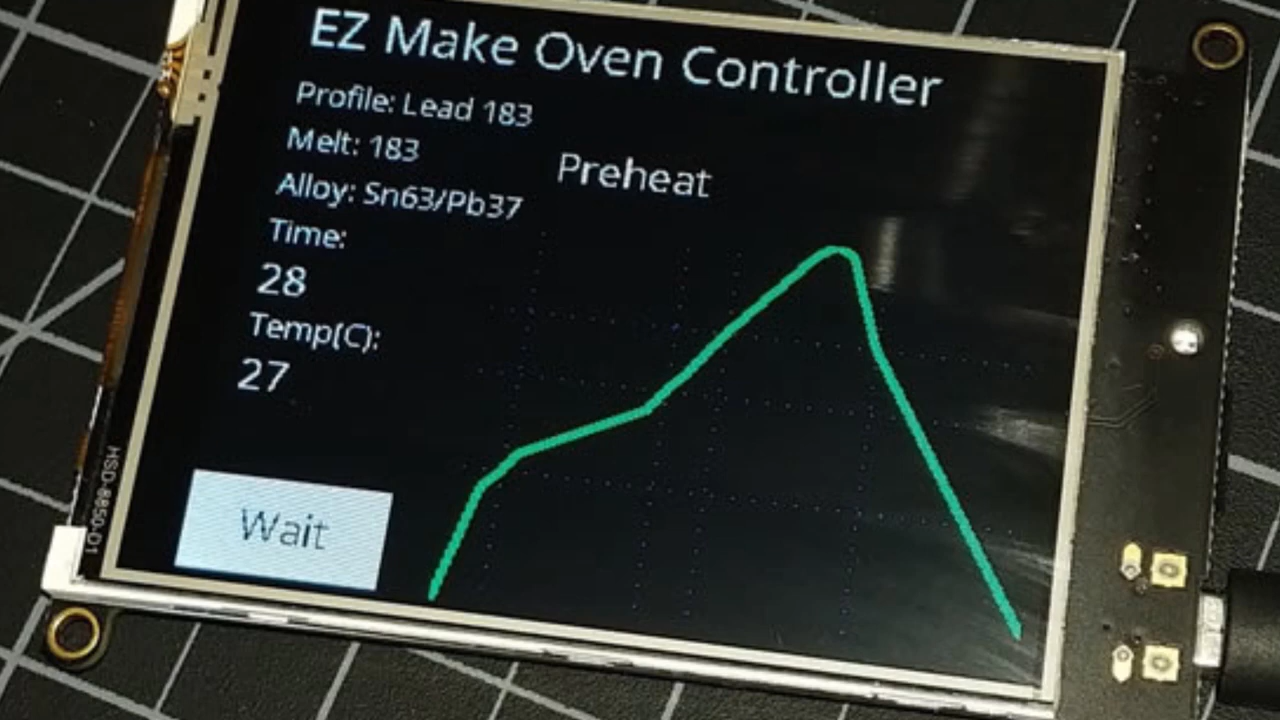 EZ Make Oven Controller
Profile: Lead 183
Melt: 183
Preheat
Alloy: Sn63/Pb37
Time:
28
Temp(C):
27
Wait
HSD-8850-D1